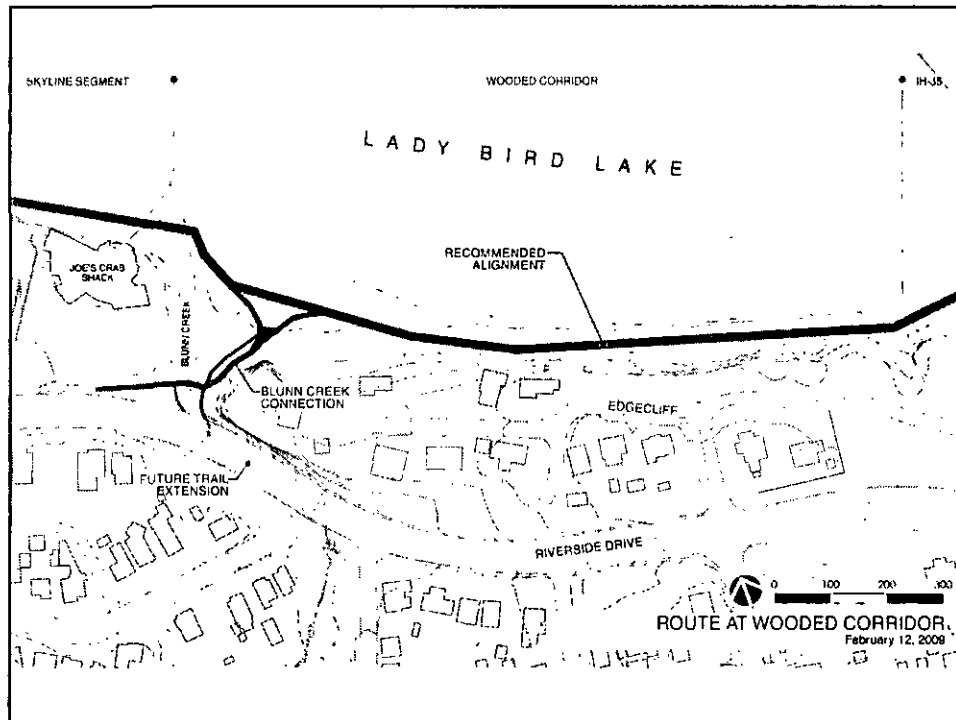 SKYLINE SEGMENT
WOODED CORRIDOR
IH-35
LADY BIRD LAKE
RECOMMENDED
ALIGNMENT
JOE'S CRAB
SHACK
BLUNN CREEK
BLUNN CREEK
CONNECTION
EDGECLIFF
FUTURE TRAIL
EXTENSION
RIVERSIDE DRIVE
0 100 200 300
ROUTE AT WOODED CORRIDOR
February 12, 2009